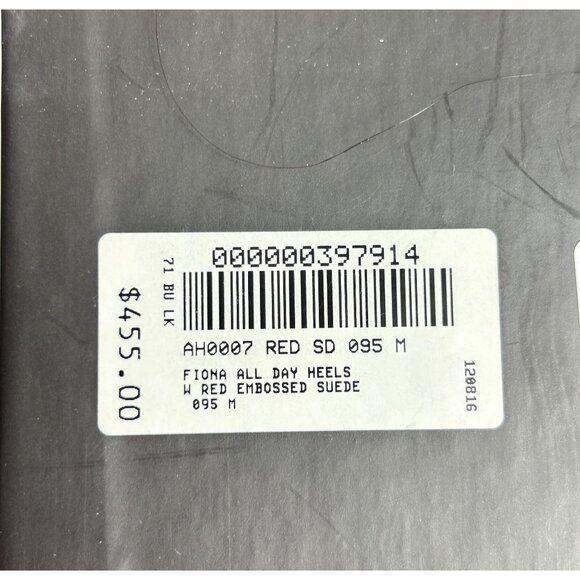 000000397914
71 BU LK
$455.00
AH0007 RED SD 095 M
FIONA ALL DAY HEELS
W RED EMBOSSED SUEDE
095 M
120816